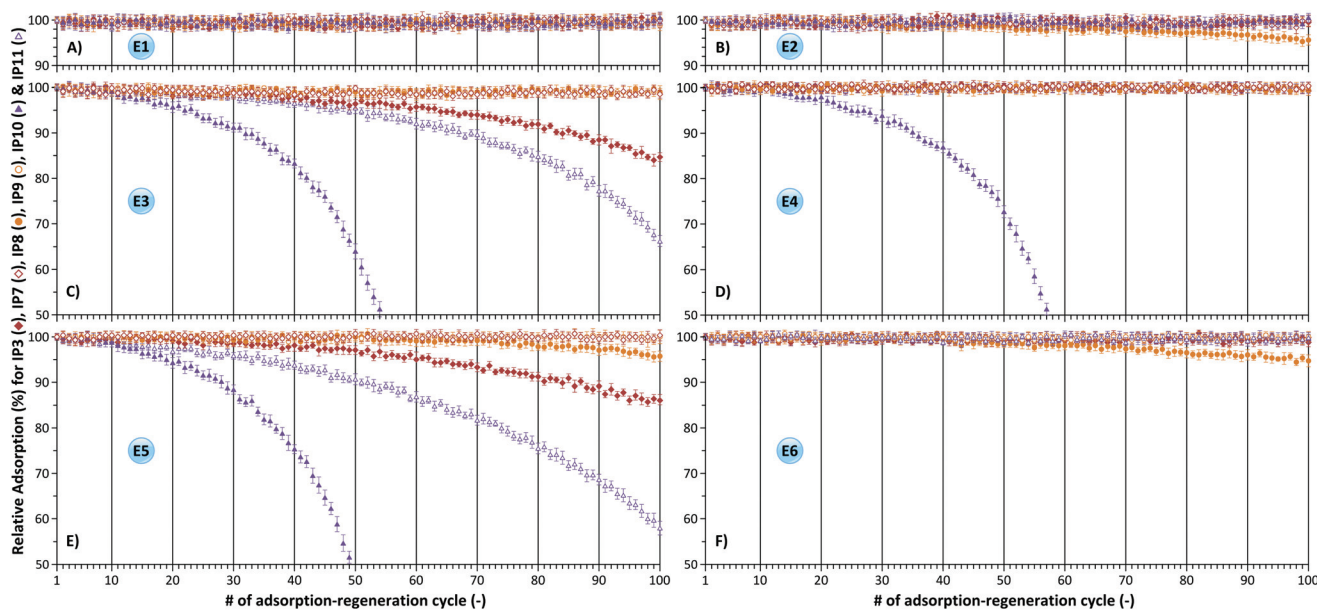 Relative Adsorption (%) for IP3 (◆), IP7 (◇), IP8 (●), IP9 (○), IP10 (▲) & IP11 (△)
100
90
A)
E1
100
90
B)
E2
100
90
80
70
60
50
C)
E3
100
90
80
70
60
50
D)
E4
100
90
80
70
60
50
E)
E5
1 10 20 30 40 50 60 70 80 90 100
# of adsorption-regeneration cycle (-)
100
90
80
70
60
50
F)
E6
1 10 20 30 40 50 60 70 80 90 100
# of adsorption-regeneration cycle (-)